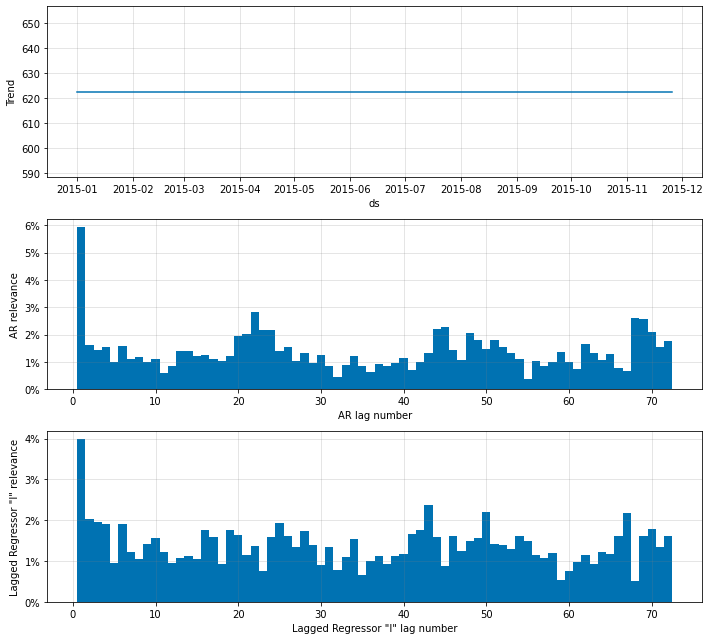 650
640
630
620
610
600
590
Trend
2015-01 2015-02 2015-03 2015-04 2015-05 2015-06 2015-07 2015-08 2015-09 2015-10 2015-11 2015-12
ds
6%
5%
4%
3%
2%
1%
0%
AR relevance
0 10 20 30 40 50 60 70
AR lag number
4%
3%
2%
1%
0%
Lagged Regressor "I" relevance
0 10 20 30 40 50 60 70
Lagged Regressor "I" lag number